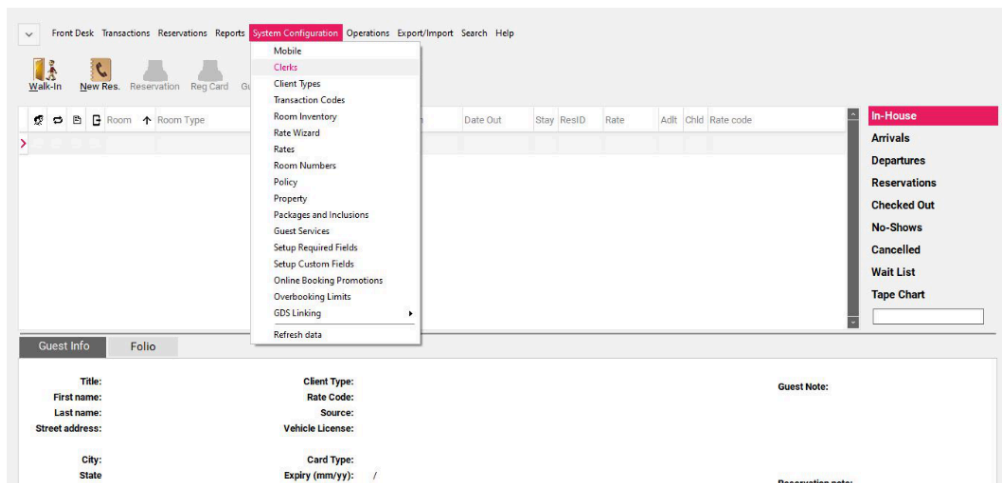 Front Desk Transactions Reservations Reports System Configuration Operations Export/Import Search Help
Walk-In New Res. Reservation Reg Card
Mobile
Clerks
Client Types
Transaction Codes
Room Inventory
Rate Wizard
Rates
Room Numbers
Policy
Property
Packages and Inclusions
Guest Services
Setup Required Fields
Setup Custom Fields
Online Booking Promotions
Overbooking Limits
GDS Linking
Refresh data
Room Room Type Date Out Stay ResID Rate Adlt Chld Rate code
In-House
Arrivals
Departures
Reservations
Checked Out
No-Shows
Cancelled
Wait List
Tape Chart
Guest Info Folio
Title: Client Type: Guest Note:
First name: Rate Code:
Last name: Source:
Street address: Vehicle License:
City: Card Type:
State Expiry (mm/yy): /
Reservation note: